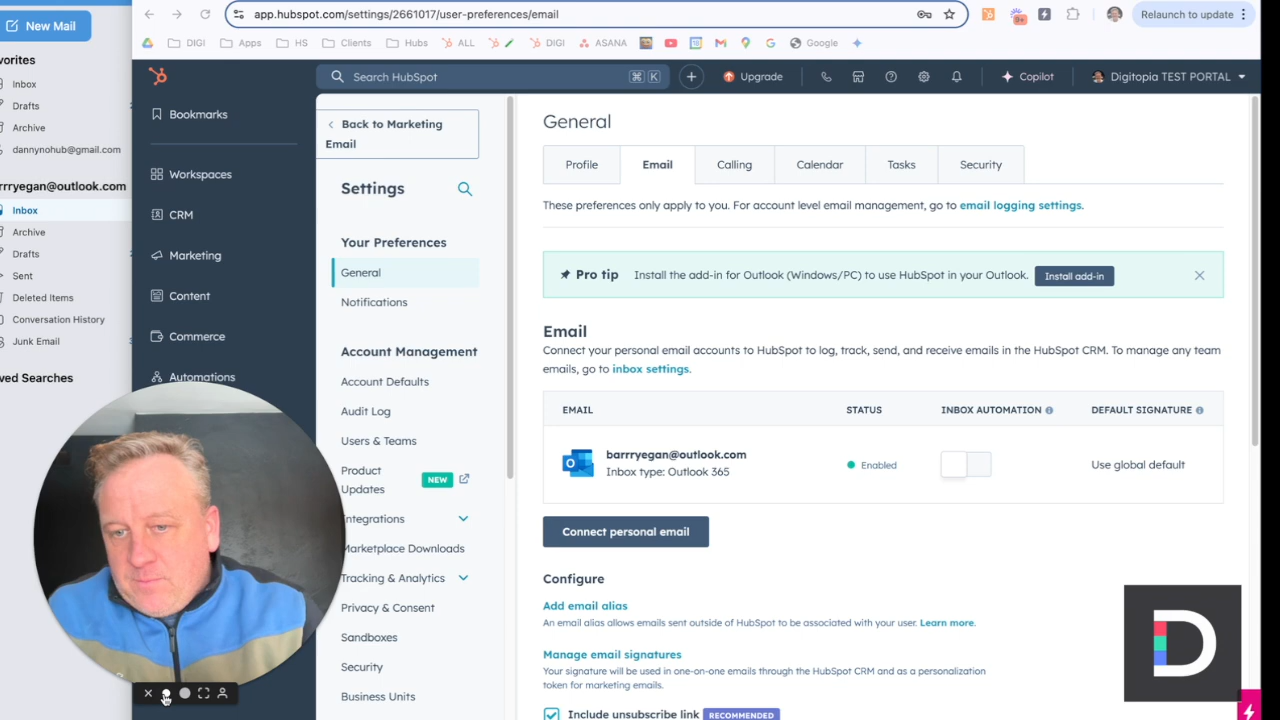 New Mail
app.hubspot.com/settings/2661017/user-preferences/email
9+
Relaunch to update
DIGI
Apps
HS
Clients
Hubs
ALL
DIGI
ASANA
Google
vorites
Inbox
Drafts
Archive
dannynohub@gmail.com
rrryegan@outlook.com
Inbox
Archive
Drafts
Sent
Deleted Items
Conversation History
Junk Email
ved Searches
Search HubSpot
⌘ K
Upgrade
Copilot
Digitopia TEST PORTAL
Bookmarks
Workspaces
CRM
Marketing
Content
Commerce
Automations
Back to Marketing
Email
Settings
Your Preferences
General
Notifications
Account Management
Account Defaults
Audit Log
Users & Teams
Product
Updates
NEW
Integrations
Marketplace Downloads
Tracking & Analytics
Privacy & Consent
Sandboxes
Security
Business Units
General
Profile
Email
Calling
Calendar
Tasks
Security
These preferences only apply to you. For account level email management, go to email logging settings.
Pro tip Install the add-in for Outlook (Windows/PC) to use HubSpot in your Outlook. Install add-in
Email
Connect your personal email accounts to HubSpot to log, track, send, and receive emails in the HubSpot CRM. To manage any team
emails, go to inbox settings.
EMAIL STATUS INBOX AUTOMATION DEFAULT SIGNATURE
barrryegan@outlook.com
Inbox type: Outlook 365
Enabled
Use global default
Connect personal email
Configure
Add email alias
An email alias allows emails sent outside of HubSpot to be associated with your user. Learn more.
Manage email signatures
Your signature will be used in one-on-one emails through the HubSpot CRM and as a personalization
token for marketing emails.
Include unsubscribe link RECOMMENDED
D